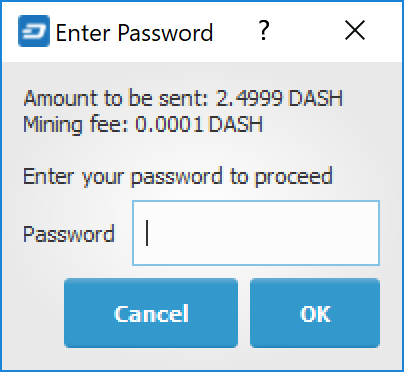 Enter Password ?
Amount to be sent: 2.4999 DASH
Mining fee: 0.0001 DASH
Enter your password to proceed
Password
Cancel OK